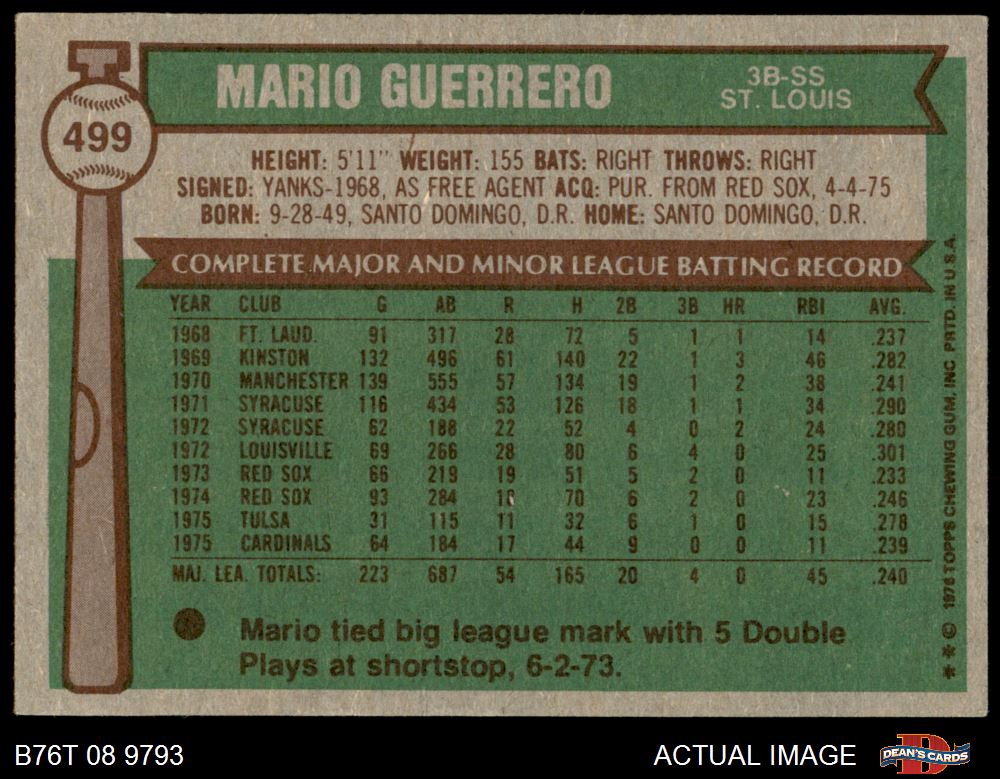 MARIO GUERRERO
3B-SS
ST. LOUIS
499
HEIGHT: 5'11" WEIGHT: 155 BATS: RIGHT THROWS: RIGHT
SIGNED: YANKS-1968, AS FREE AGENT ACQ: PUR. FROM RED SOX, 4-4-75
BORN: 9-28-49, SANTO DOMINGO, D.R. HOME: SANTO DOMINGO, D.R.
COMPLETE MAJOR AND MINOR LEAGUE BATTING RECORD
YEAR CLUB G AB R H 2B 3B HR RBI AVG.
1968 FT. LAUD. 91 317 28 72 5 1 1 14 .237
1969 KINSTON 132 496 61 140 22 1 3 46 .282
1970 MANCHESTER 139 555 57 134 19 1 2 38 .241
1971 SYRACUSE 116 434 53 126 18 1 1 34 .290
1972 SYRACUSE 62 188 22 52 4 0 2 24 .280
1972 LOUISVILLE 69 266 28 80 6 4 0 25 .301
1973 RED SOX 66 219 19 51 5 2 0 11 .233
1974 RED SOX 93 284 18 70 6 2 0 23 .246
1975 TULSA 31 115 11 32 6 1 0 15 .278
1975 CARDINALS 64 184 17 44 9 0 0 11 .239
MAJ. LEA. TOTALS: 223 687 54 165 20 4 0 45 .240
Mario tied big league mark with 5 Double
Plays at shortstop, 6-2-73.
** © 1976 TOPPS CHEWING GUM, INC. PRTD. IN U.S.A.
B76T 08 9793
ACTUAL IMAGE
DEAN'S CARDS